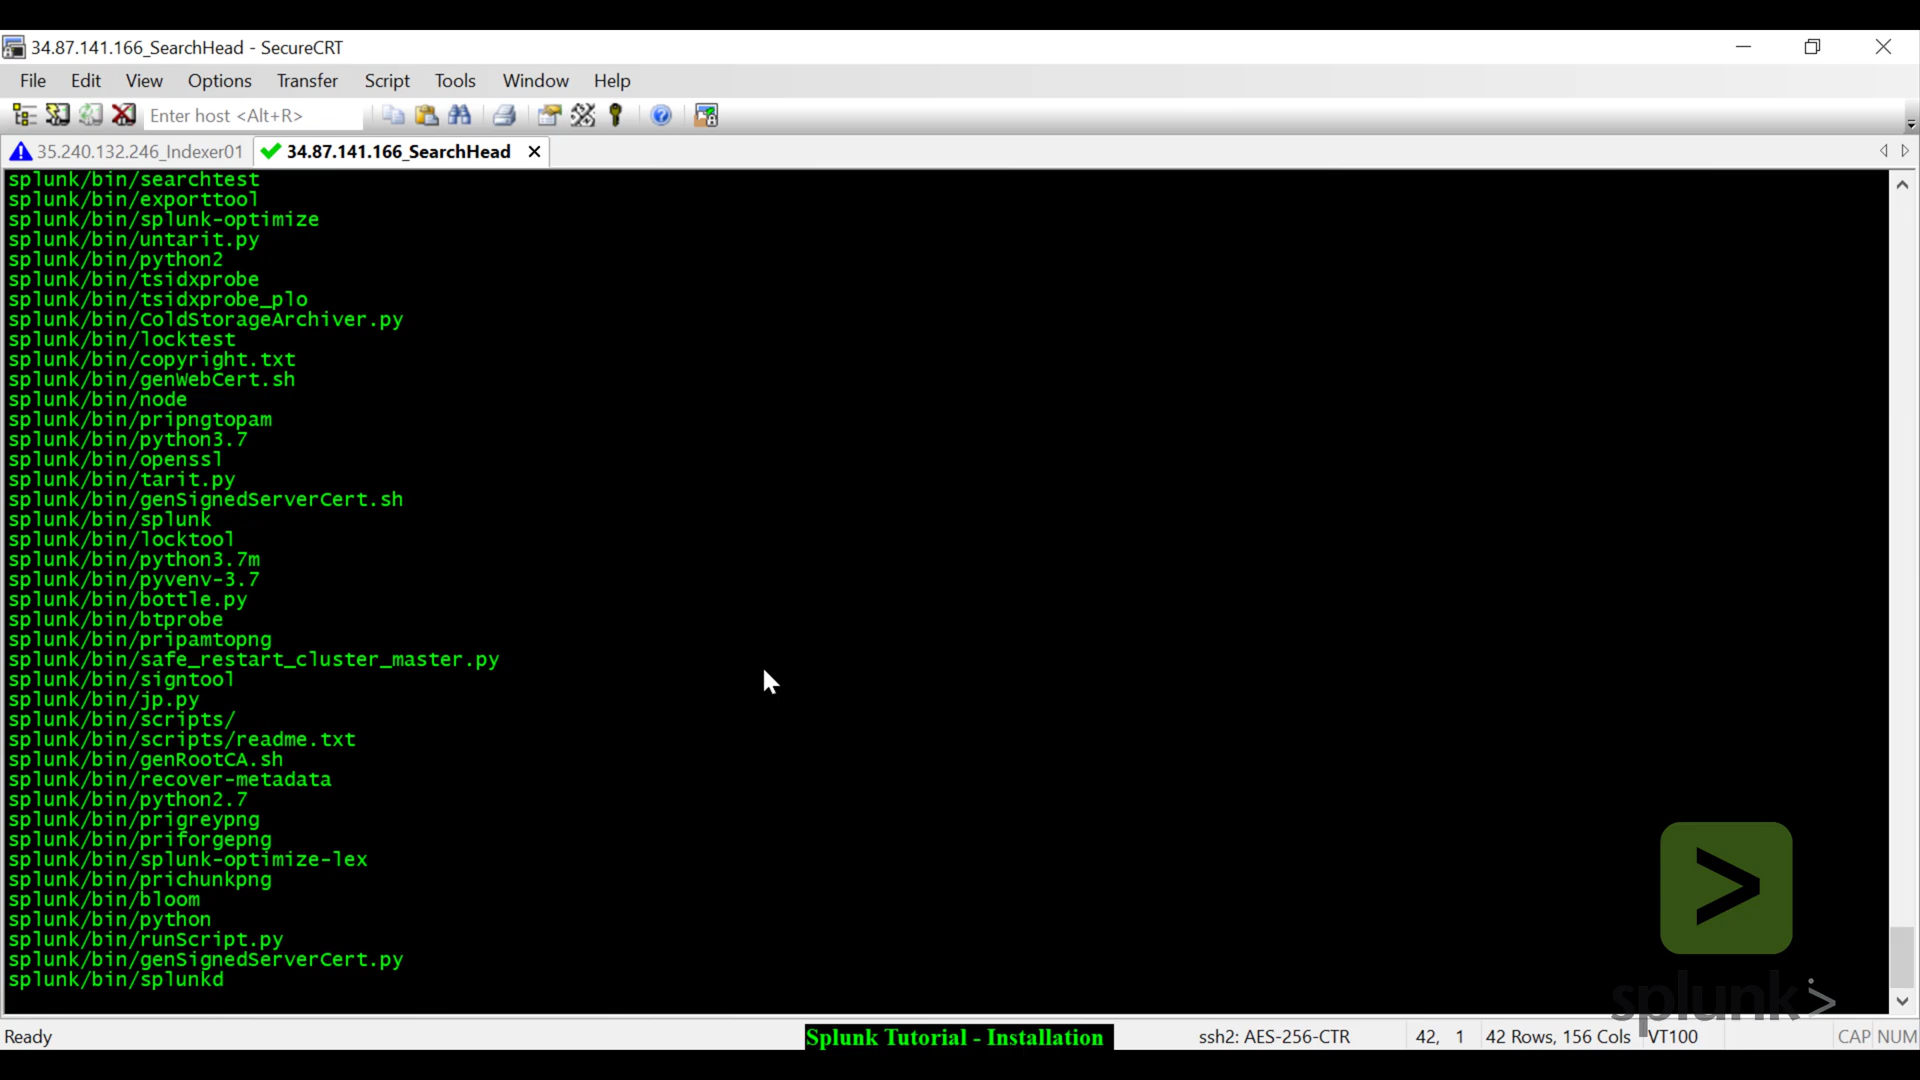 34.87.141.166_SearchHead - SecureCRT
File Edit View Options Transfer Script Tools Window Help
Enter host <Alt+R>
35.240.132.246_Indexer01 34.87.141.166_SearchHead
splunk/bin/searchtest
splunk/bin/exporttool
splunk/bin/splunk-optimize
splunk/bin/untarit.py
splunk/bin/python2
splunk/bin/tsidxprobe
splunk/bin/tsidxprobe_plo
splunk/bin/ColdStorageArchiver.py
splunk/bin/locktest
splunk/bin/copyright.txt
splunk/bin/genWebCert.sh
splunk/bin/node
splunk/bin/pripngtopam
splunk/bin/python3.7
splunk/bin/openssl
splunk/bin/tarit.py
splunk/bin/genSignedServerCert.sh
splunk/bin/splunk
splunk/bin/locktool
splunk/bin/python3.7m
splunk/bin/pyvenv-3.7
splunk/bin/bottle.py
splunk/bin/btprobe
splunk/bin/pripamtopng
splunk/bin/safe_restart_cluster_master.py
splunk/bin/signtool
splunk/bin/jp.py
splunk/bin/scripts/
splunk/bin/scripts/readme.txt
splunk/bin/genRootCA.sh
splunk/bin/recover-metadata
splunk/bin/python2.7
splunk/bin/prigreypng
splunk/bin/priforgepng
splunk/bin/splunk-optimize-lex
splunk/bin/prichunkpng
splunk/bin/bloom
splunk/bin/python
splunk/bin/runScript.py
splunk/bin/genSignedServerCert.py
splunk/bin/splunkd
splunk>
Ready Splunk Tutorial - Installation ssh2: AES-256-CTR 42, 1 42 Rows, 156 Cols VT100 CAP NUM